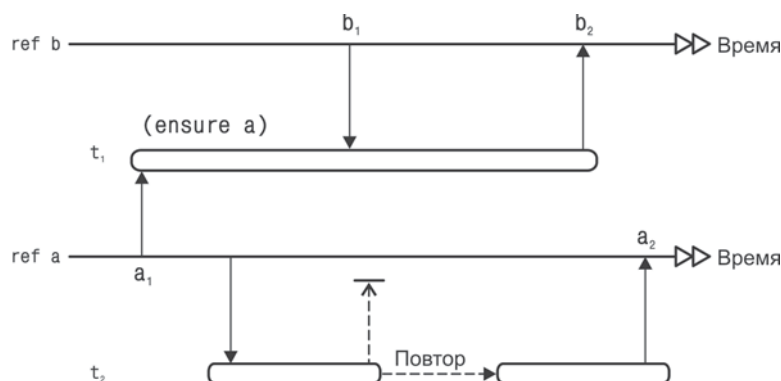 ref b b₁ b₂ Время
(ensure a)
t₁
ref a a₁ a₂ Время
Повтор
t₂